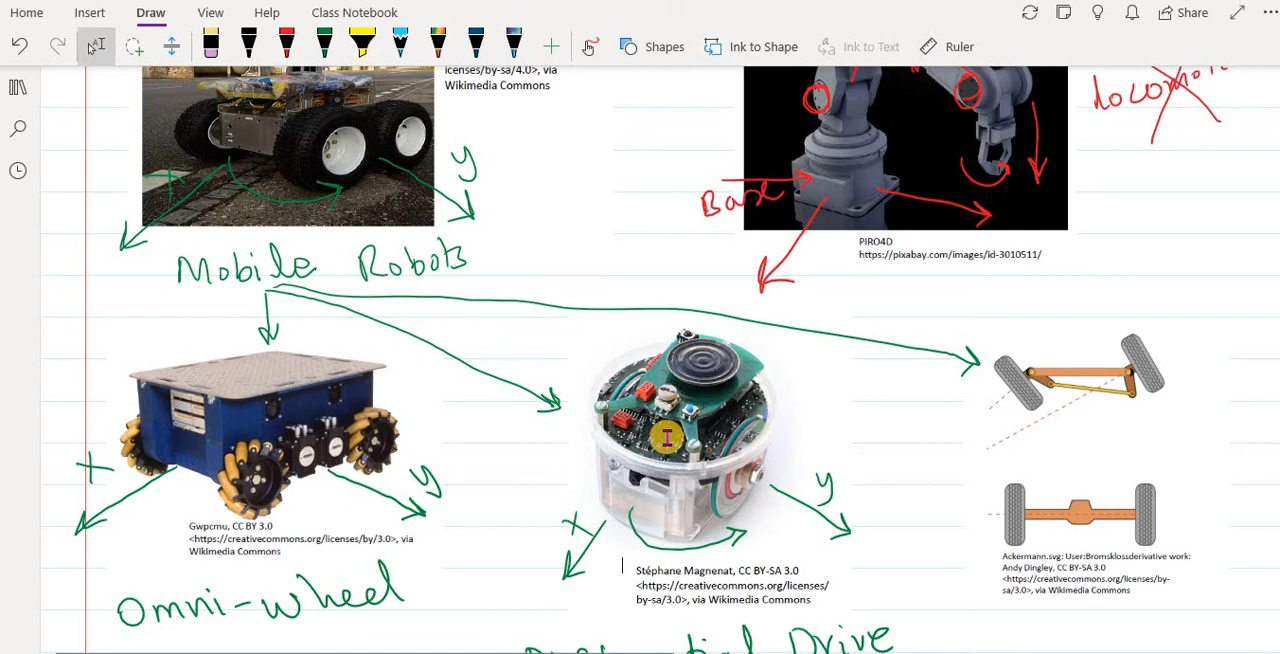 Home Insert Draw View Help Class Notebook Share
Shapes Ink to Shape Ink to Text Ruler
licenses/by-sa/4.0>, via
Wikimedia Commons
x
y
Base
PIRO4D
https://pixabay.com/images/id-3010511/
Mobile Robots
x
y
Gwpcmu, CC BY 3.0
<https://creativecommons.org/licenses/by/3.0>, via
Wikimedia Commons
Omni-wheel
x
y
Stéphane Magnenat, CC BY-SA 3.0
<https://creativecommons.org/licenses/
by-sa/3.0>, via Wikimedia Commons
Drive
Ackermann.svg: User:Bromsklossderivative work:
Andy Dingley, CC BY-SA 3.0
<https://creativecommons.org/licenses/by-
sa/3.0>, via Wikimedia Commons